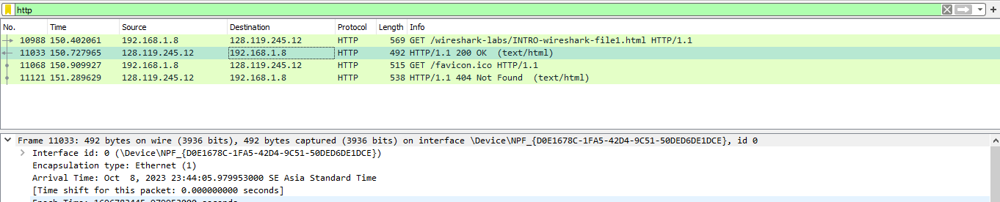 http
No. Time Source Destination Protocol Length Info
10988 150.402061 192.168.1.8 128.119.245.12 HTTP 569 GET /wireshark-labs/INTRO-wireshark-file1.html HTTP/1.1
11033 150.727965 128.119.245.12 192.168.1.8 HTTP 492 HTTP/1.1 200 OK (text/html)
11068 150.909927 192.168.1.8 128.119.245.12 HTTP 515 GET /favicon.ico HTTP/1.1
11121 151.289629 128.119.245.12 192.168.1.8 HTTP 538 HTTP/1.1 404 Not Found (text/html)
Frame 11033: 492 bytes on wire (3936 bits), 492 bytes captured (3936 bits) on interface \Device\NPF_{D0E1678C-1FA5-42D4-9C51-50DED6DE1DCE}, id 0
Interface id: 0 (\Device\NPF_{D0E1678C-1FA5-42D4-9C51-50DED6DE1DCE})
Encapsulation type: Ethernet (1)
Arrival Time: Oct 8, 2023 23:44:05.979953000 SE Asia Standard Time
[Time shift for this packet: 0.000000000 seconds]
Epoch Time: 1696783445.979953000 seconds